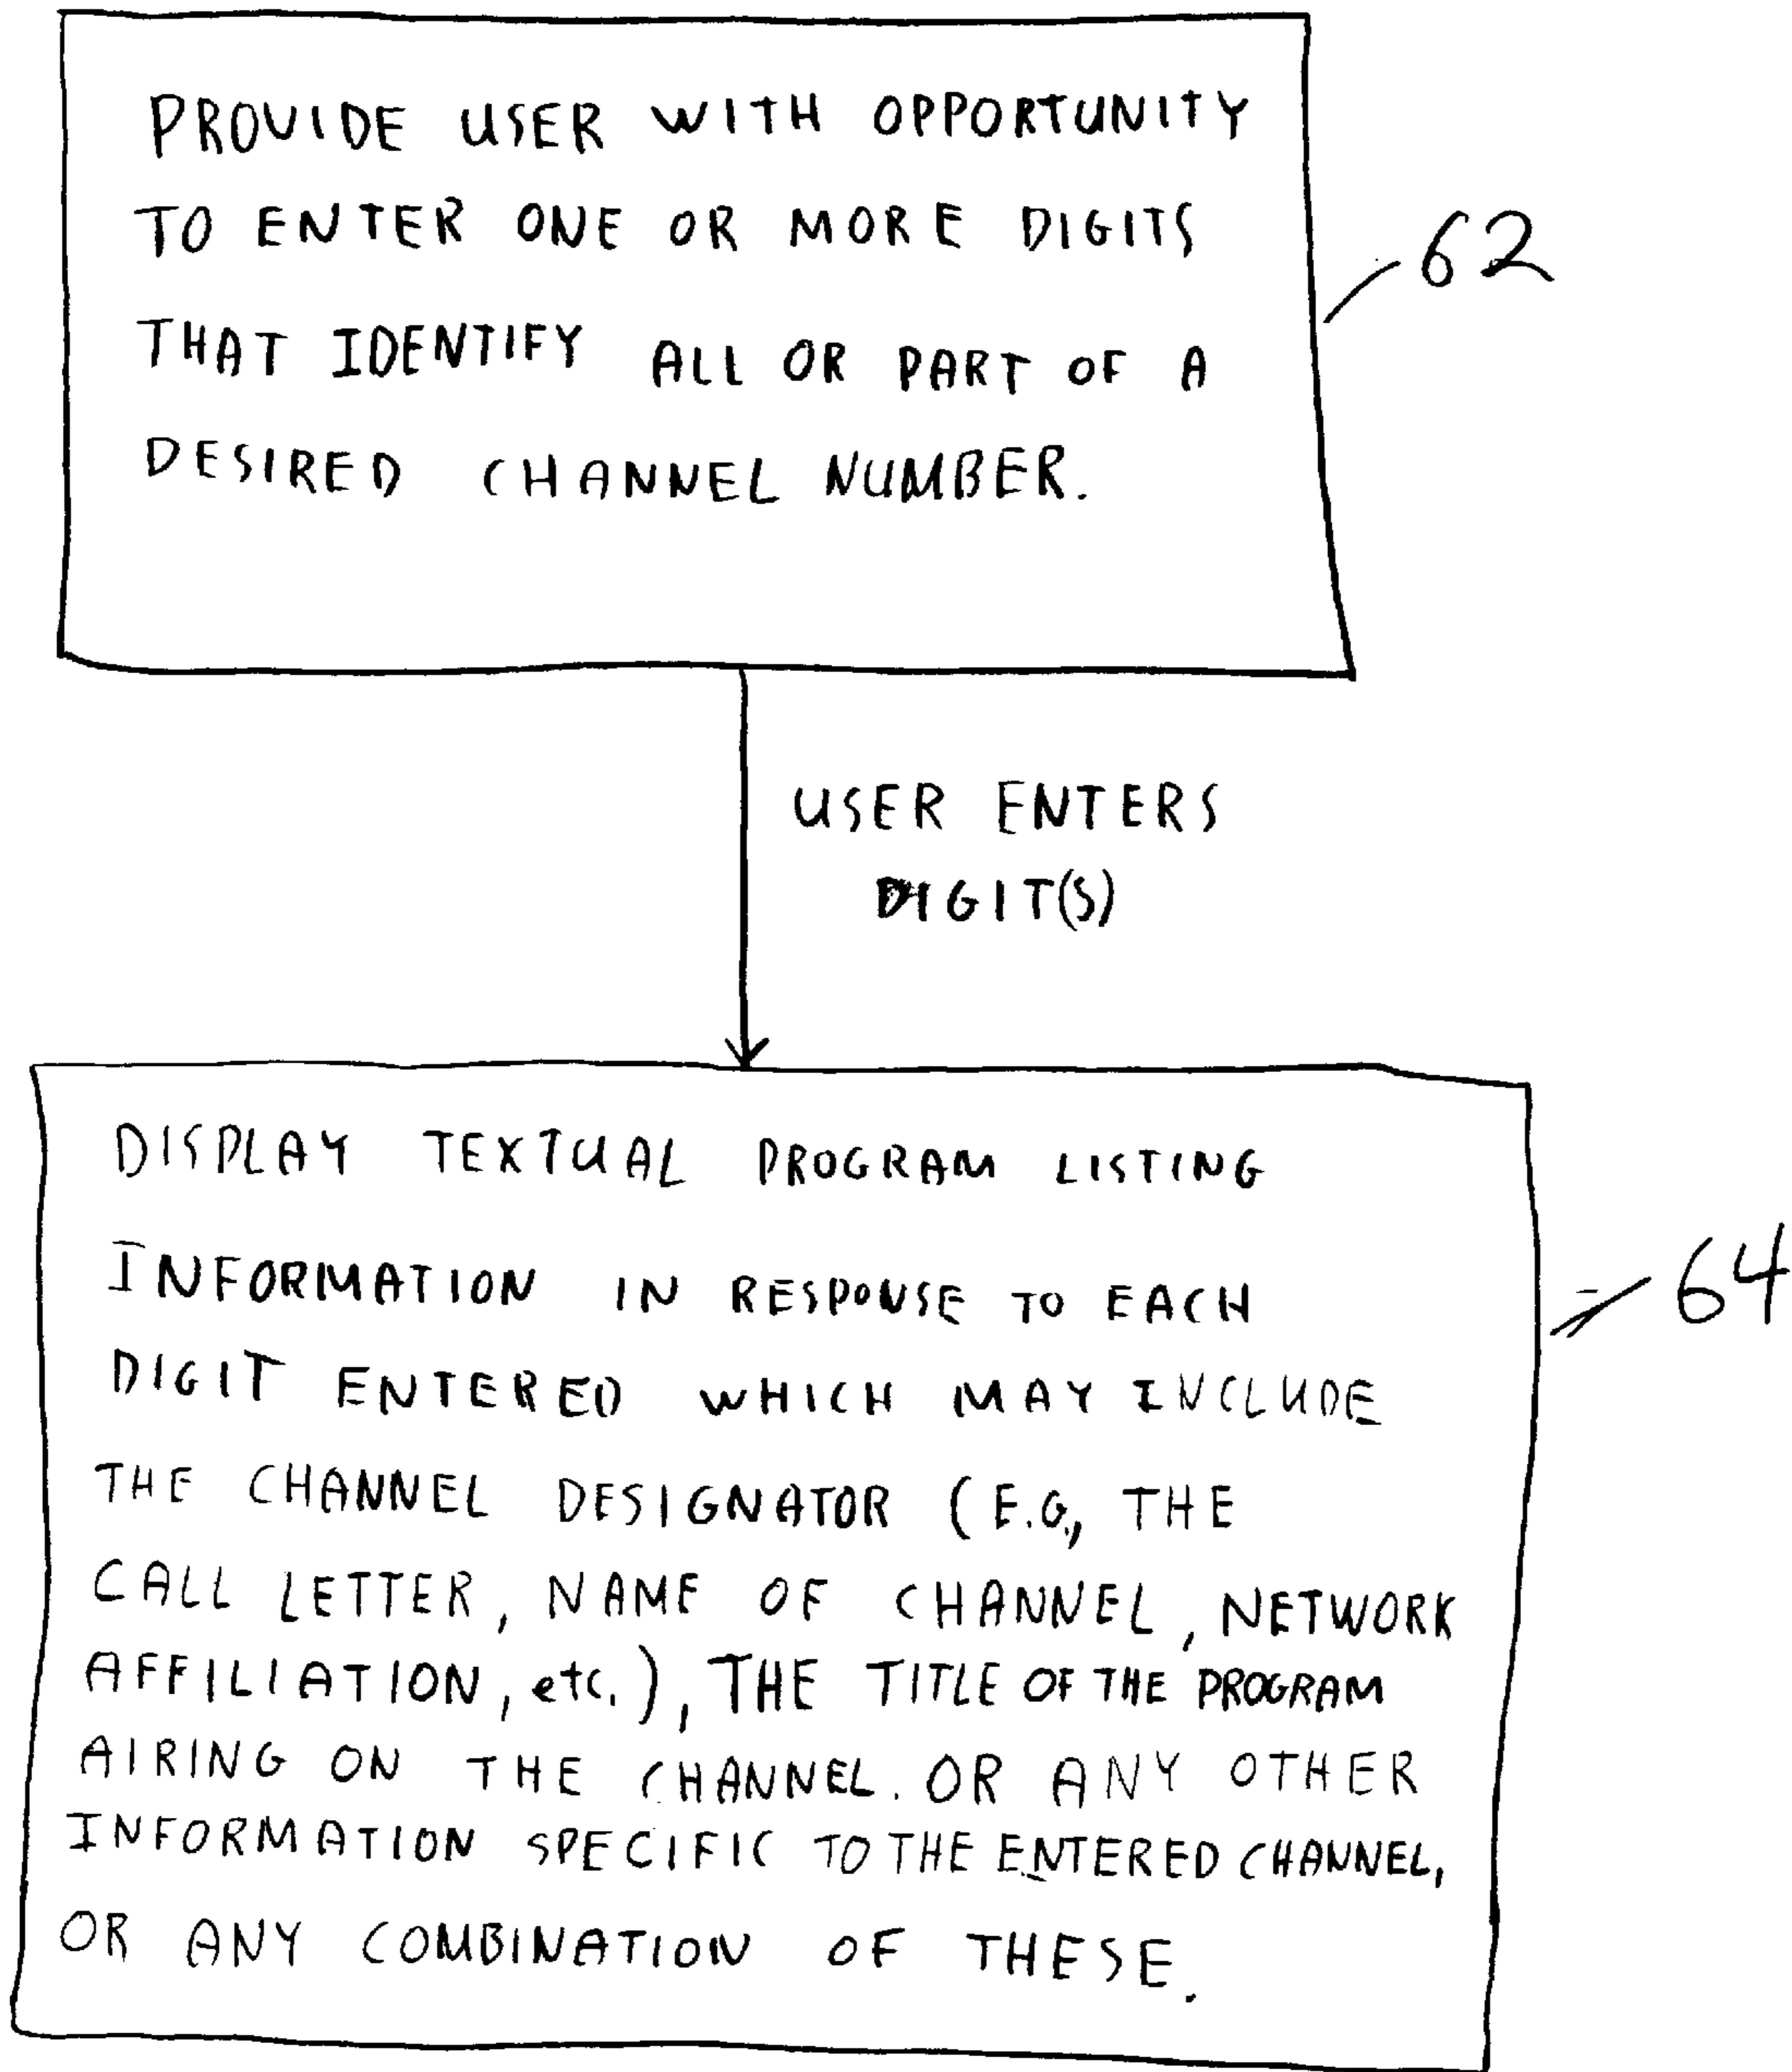 PROVIDE USER WITH OPPORTUNITY
TO ENTER ONE OR MORE DIGITS
THAT IDENTIFY ALL OR PART OF A
DESIRED CHANNEL NUMBER.
62
USER ENTERS
DIGIT(S)
DISPLAY TEXTUAL PROGRAM LISTING
INFORMATION IN RESPONSE TO EACH
DIGIT ENTERED WHICH MAY INCLUDE
THE CHANNEL DESIGNATOR (E.G., THE
CALL LETTER, NAME OF CHANNEL, NETWORK
AFFILIATION, etc.), THE TITLE OF THE PROGRAM
AIRING ON THE CHANNEL. OR ANY OTHER
INFORMATION SPECIFIC TO THE ENTERED CHANNEL,
OR ANY COMBINATION OF THESE.
64